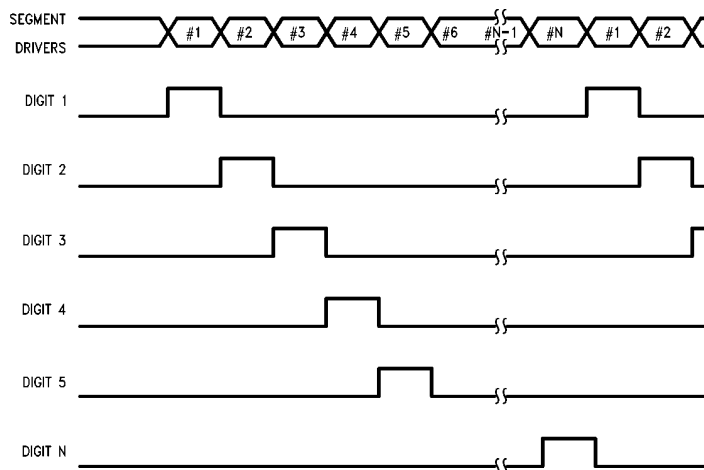 SEGMENT
DRIVERS
#1 #2 #3 #4 #5 #6 #N-1 #N #1 #2
DIGIT 1
DIGIT 2
DIGIT 3
DIGIT 4
DIGIT 5
DIGIT N